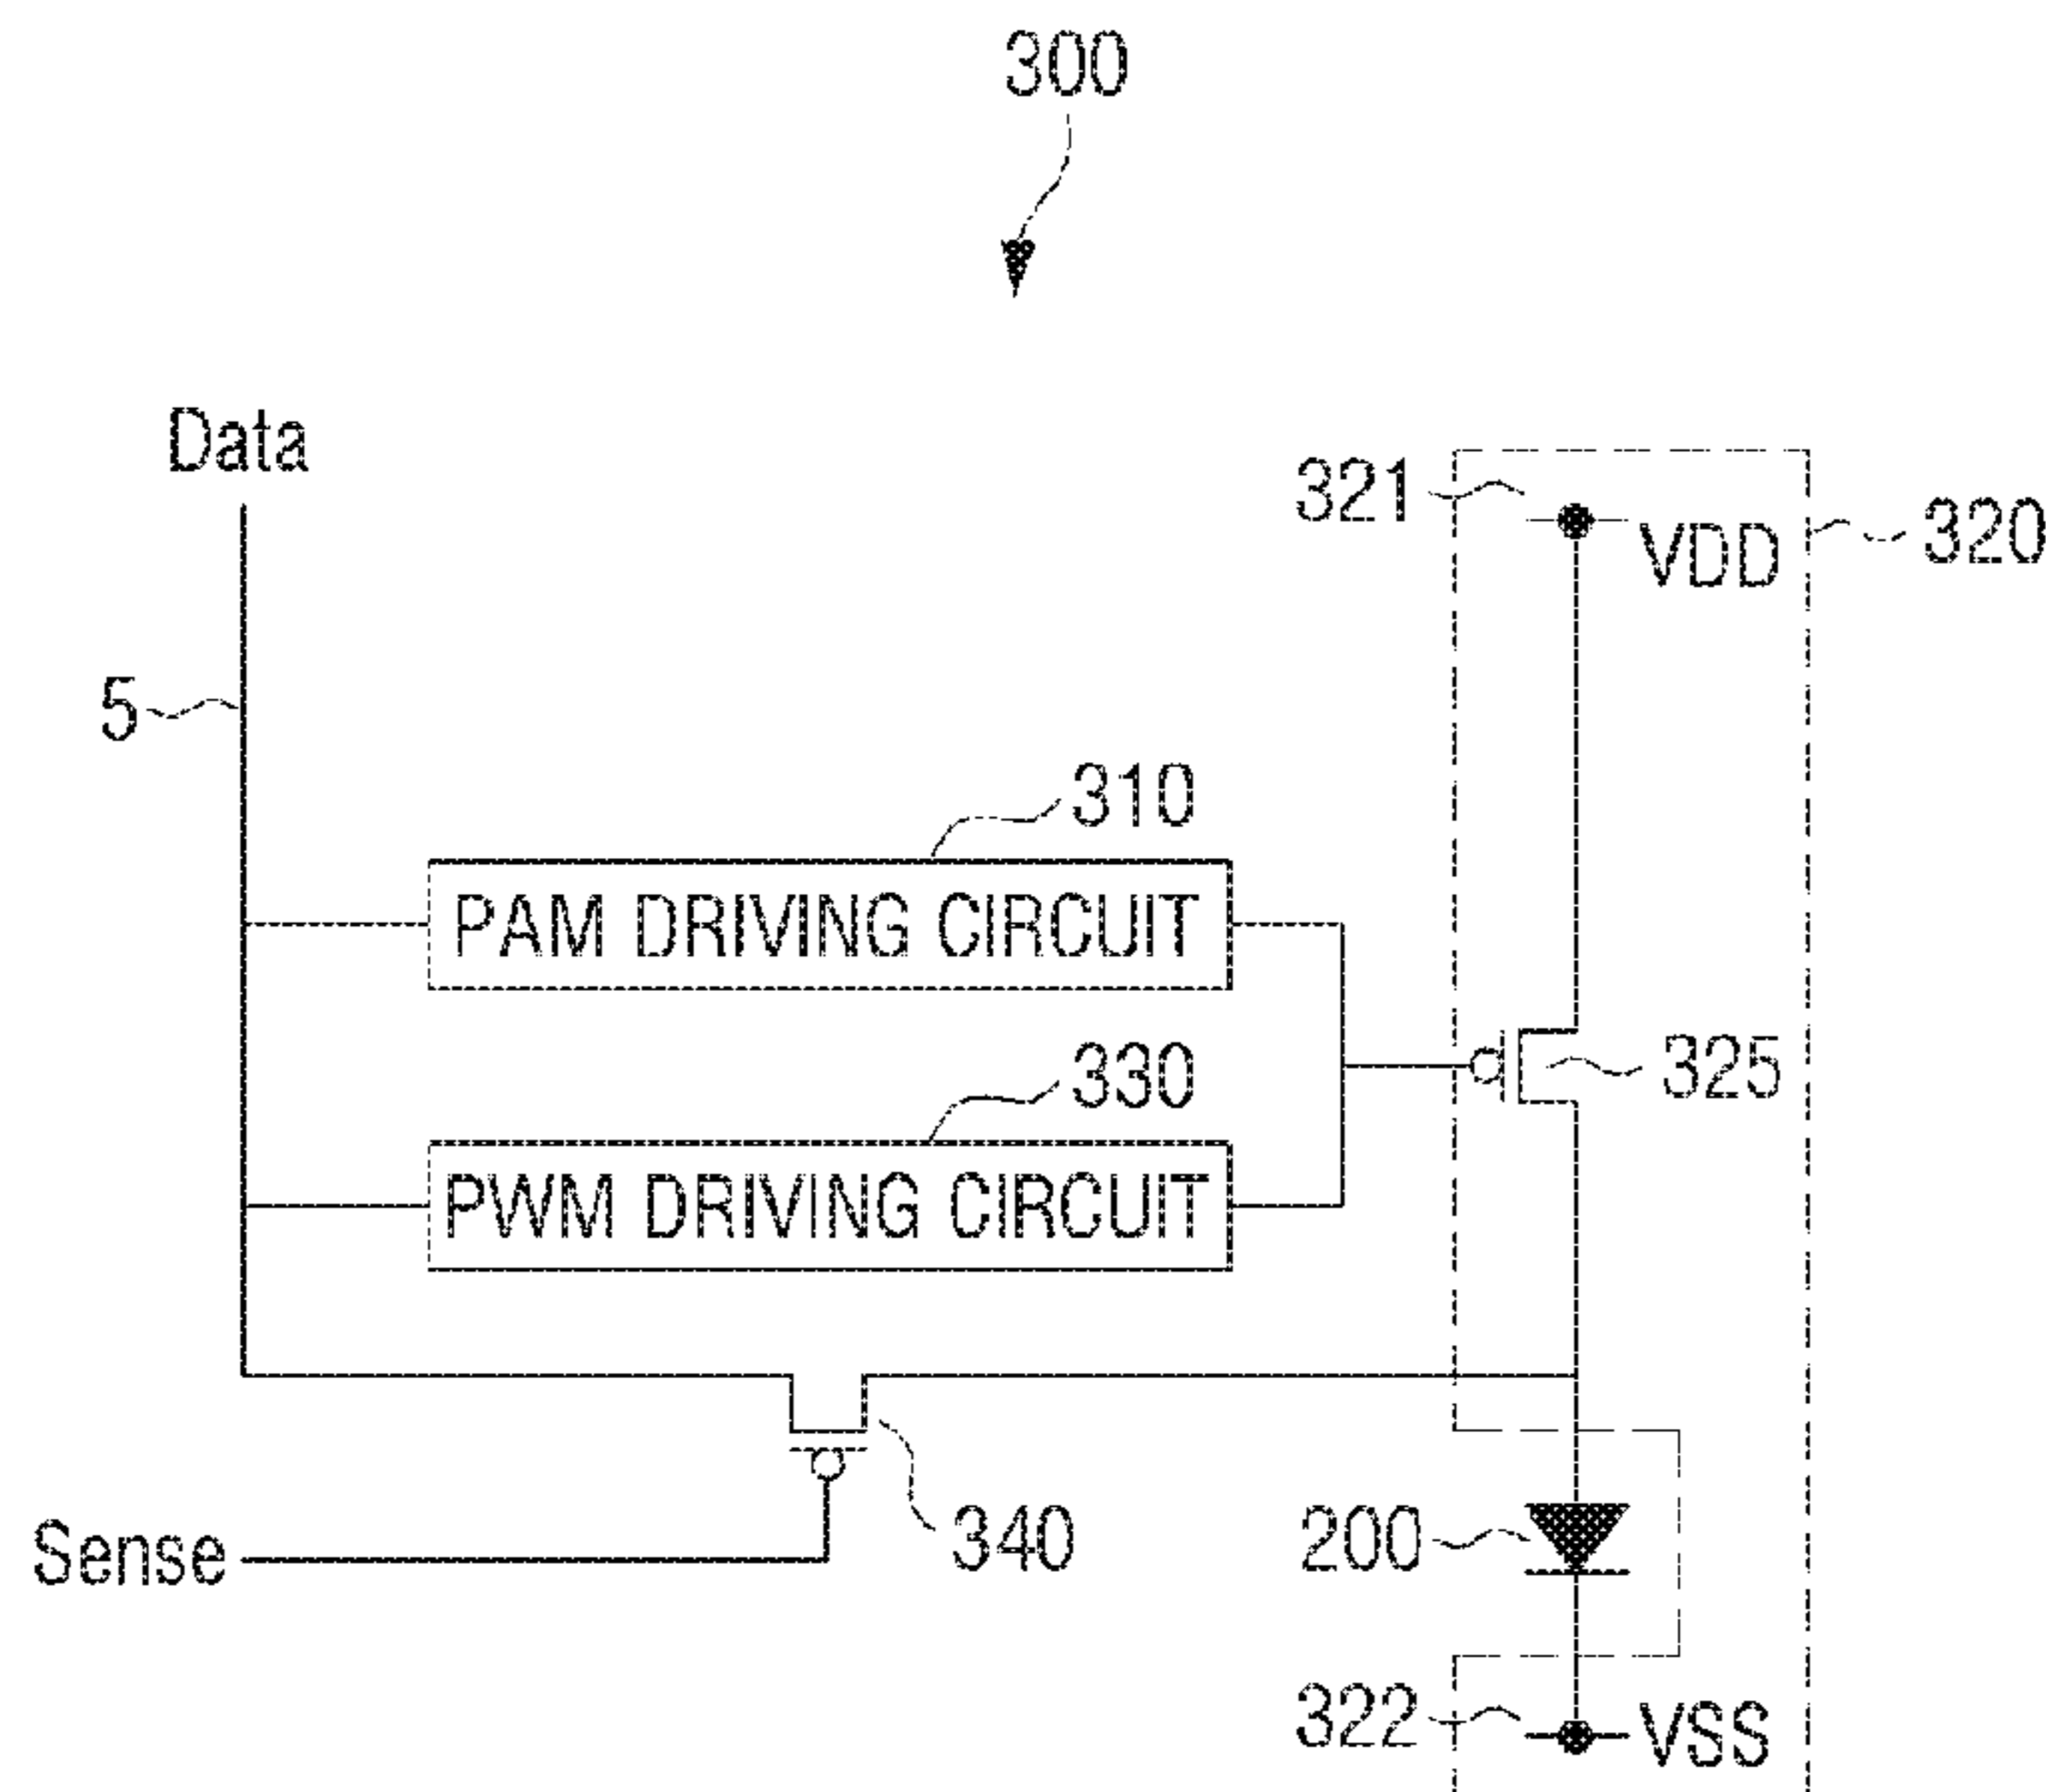 300
Data
321
VDD
320
5
310
PAM DRIVING CIRCUIT
325
330
PWM DRIVING CIRCUIT
340
Sense
200
322
VSS